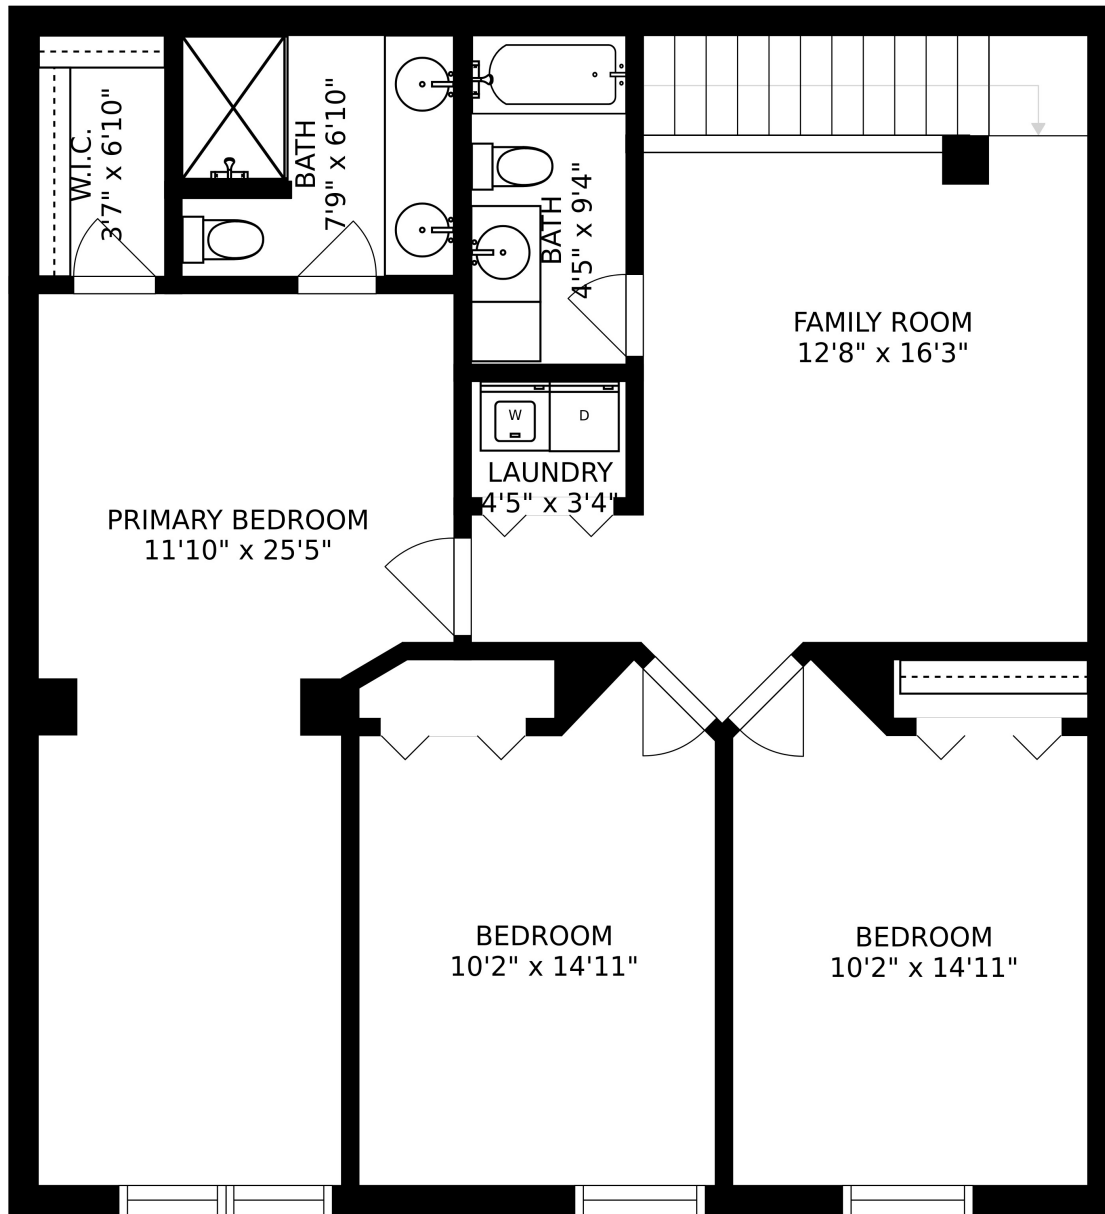 W.I.C.
3'7" x 6'10"
BATH
7'9" x 6'10"
BATH
4'5" x 9'4"
FAMILY ROOM
12'8" x 16'3"
W
D
LAUNDRY
4'5" x 3'4"
PRIMARY BEDROOM
11'10" x 25'5"
BEDROOM
10'2" x 14'11"
BEDROOM
10'2" x 14'11"